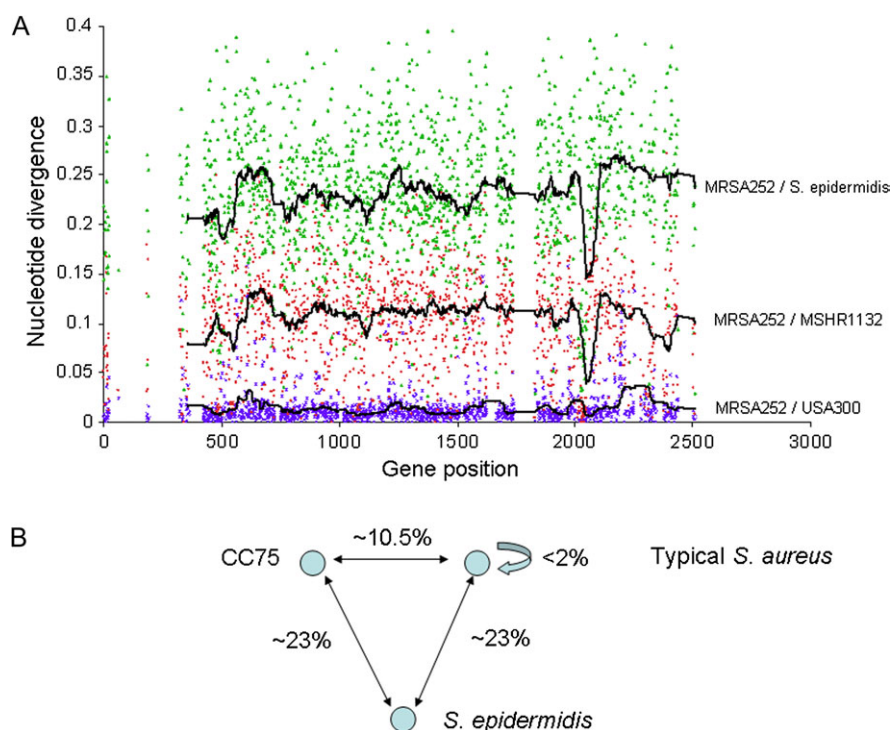 A
Nucleotide divergence
0.4
0.35
0.3
0.25
0.2
0.15
0.1
0.05
0
0 500 1000 1500 2000 2500 3000
Gene position
MRSA252 / S. epidermidis
MRSA252 / MSHR1132
MRSA252 / USA300
B
CC75 ~10.5% <2% Typical S. aureus
~23% ~23%
S. epidermidis